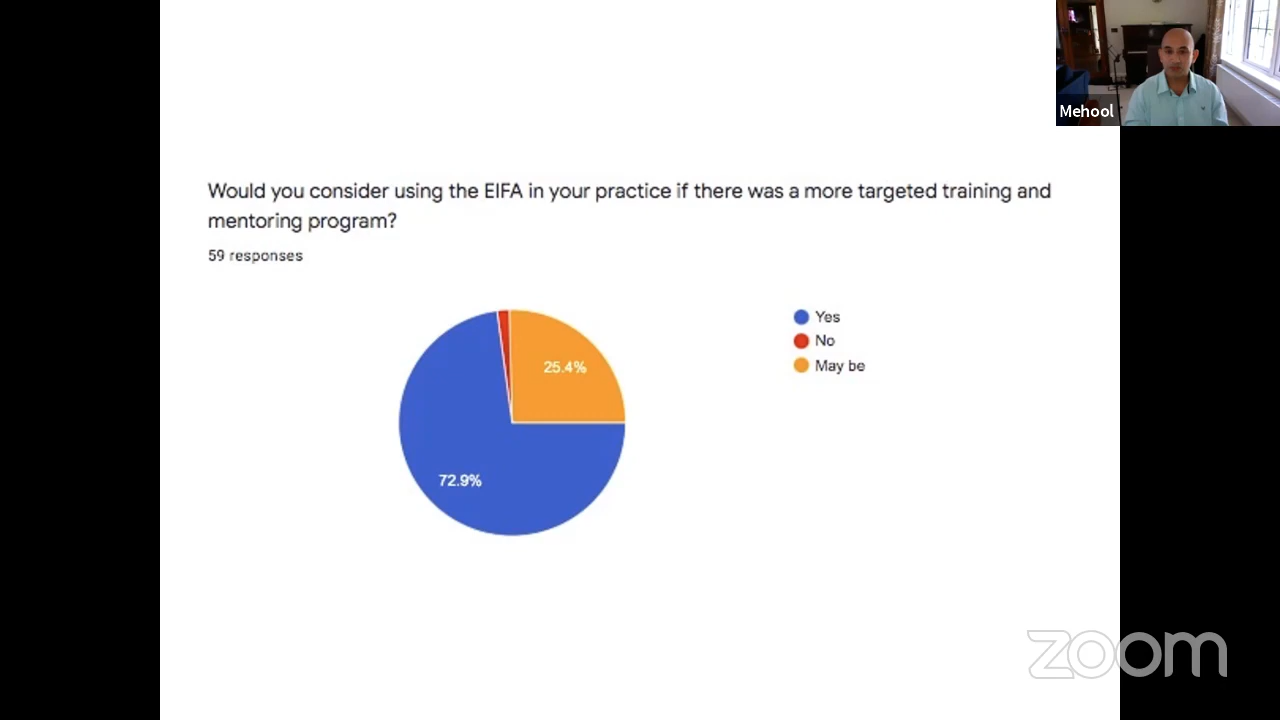 Mehool
Would you consider using the EIFA in your practice if there was a more targeted training and
mentoring program?
59 responses
Yes
No
May be
25.4%
72.9%
zoom